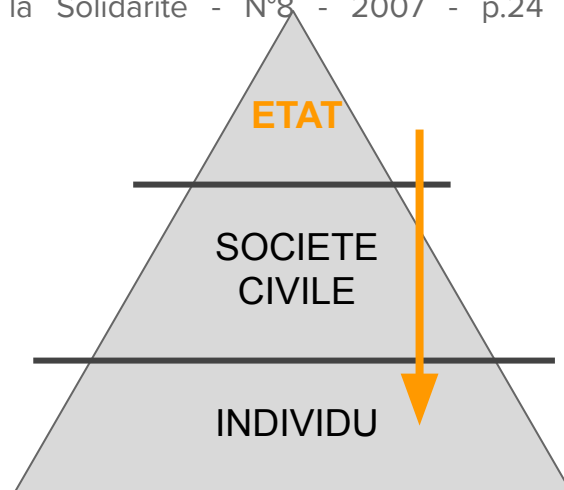 la Solidarité - N°8 - 2007 - p.24
ETAT
SOCIETE
CIVILE
INDIVIDU